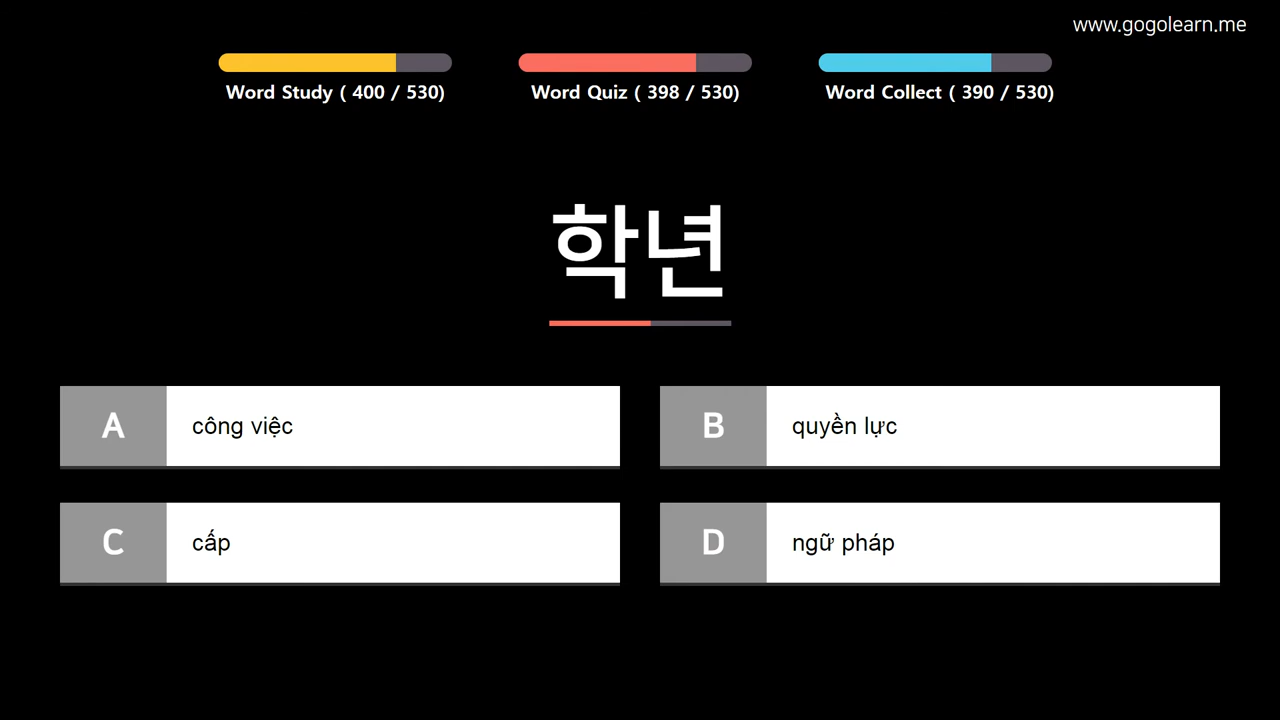 www.gogolearn.me
Word Study ( 400 / 530)
Word Quiz ( 398 / 530)
Word Collect ( 390 / 530)
학년
A công việc
B quyền lực
C cấp
D ngữ pháp